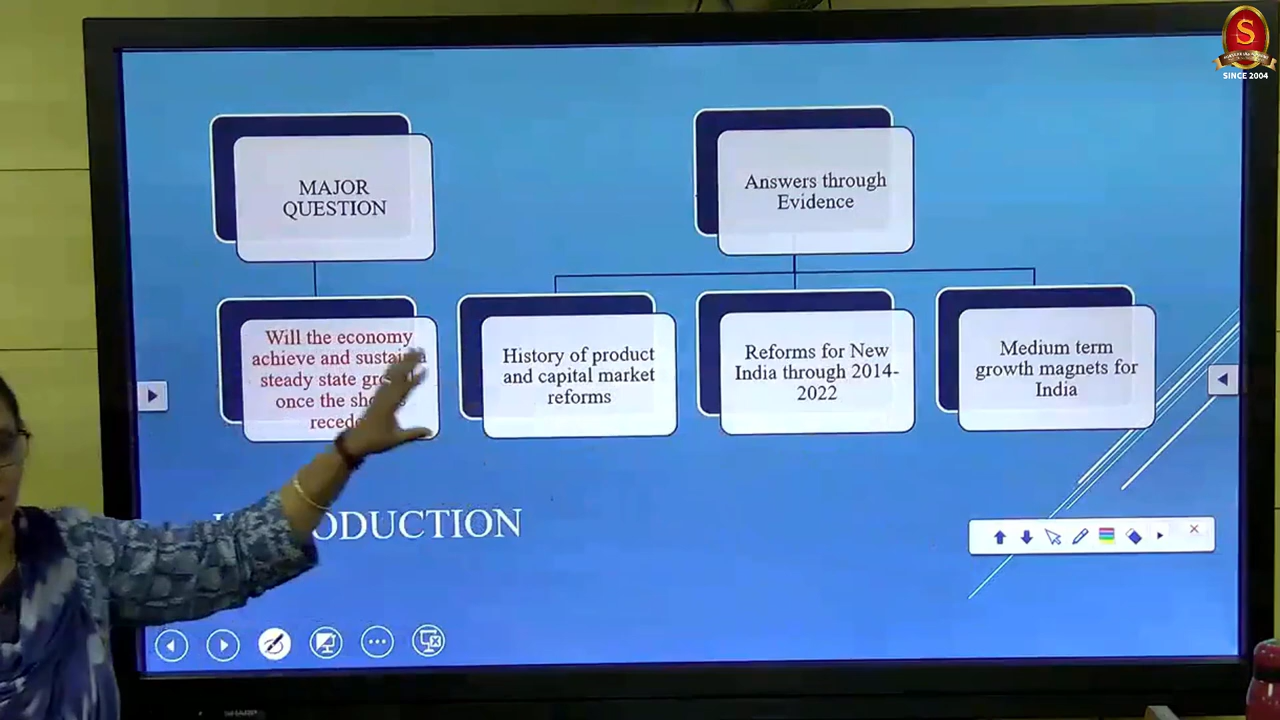 S
SINCE 2004
MAJOR
QUESTION
Answers through
Evidence
Will the economy
achieve and sustain a
steady state
once the
History of product
and capital market
reforms
Reforms for New
India through 2014-
2022
Medium term
growth magnets for
India